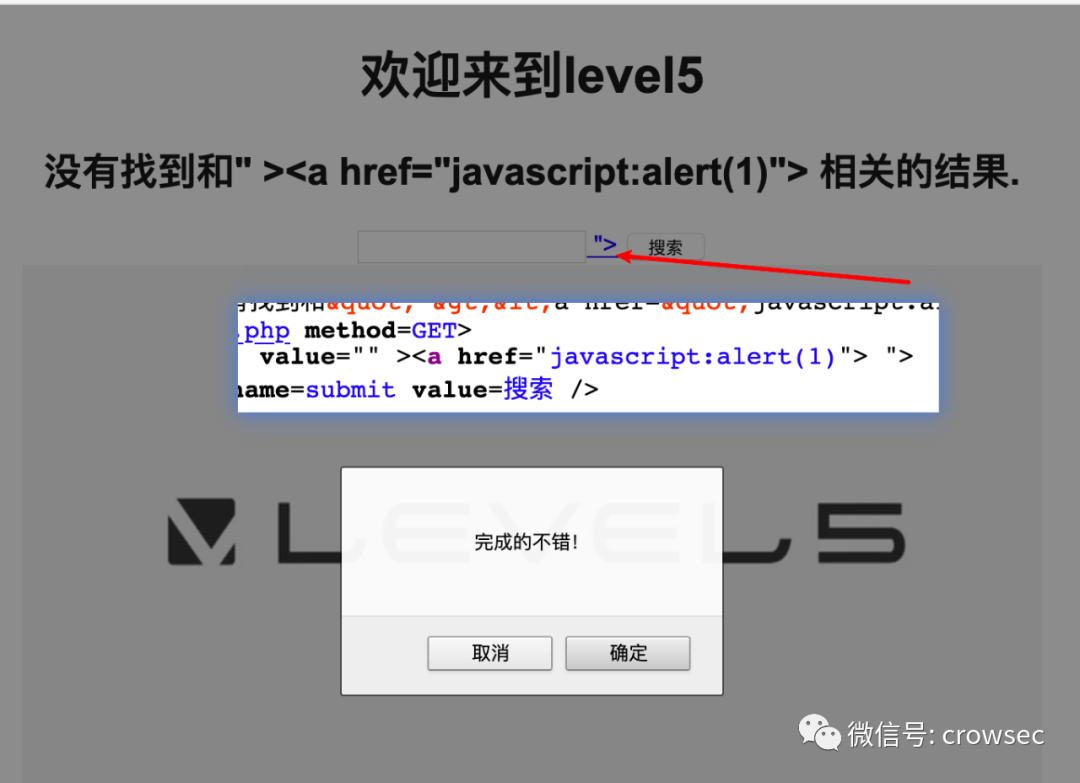 欢迎来到level5
没有找到和" ><a href="javascript:alert(1)"> 相关的结果.
"> 搜索
找到和&quot; &gt;&lt;a href=&quot;javascript:a
.php method=GET>
value="" ><a href="javascript:alert(1)"> ">
name=submit value=搜索 />
LEVEL5
完成的不错!
取消 确定
微信号: crowsec